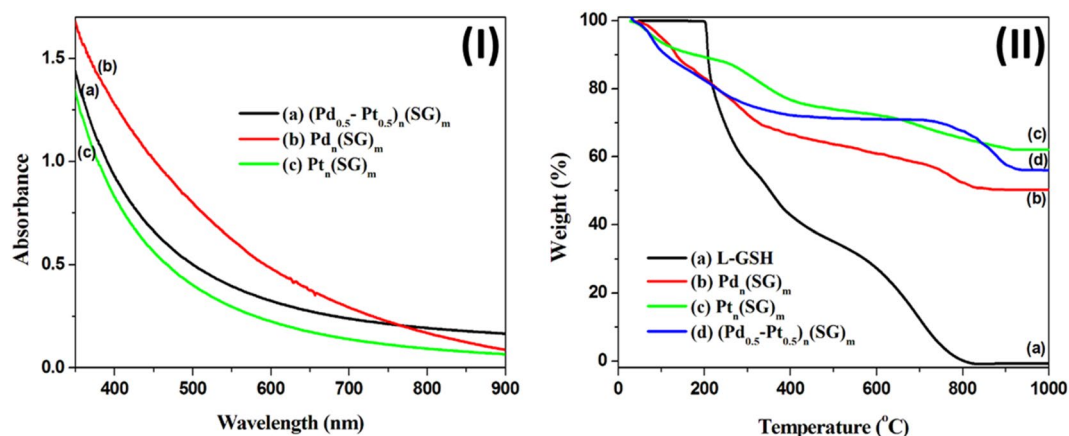 (I)
1.5
1.0
0.5
0.0
Absorbance
400 500 600 700 800 900
Wavelength (nm)
(b)
(a)
(c)
(a) (Pd0.5- Pt0.5)n(SG)m
(b) Pdn(SG)m
(c) Ptn(SG)m
(II)
100
80
60
40
20
0
Weight (%)
0 200 400 600 800 1000
Temperature (oC)
(c)
(d)
(b)
(a)
(a) L-GSH
(b) Pdn(SG)m
(c) Ptn(SG)m
(d) (Pd0.5-Pt0.5)n(SG)m